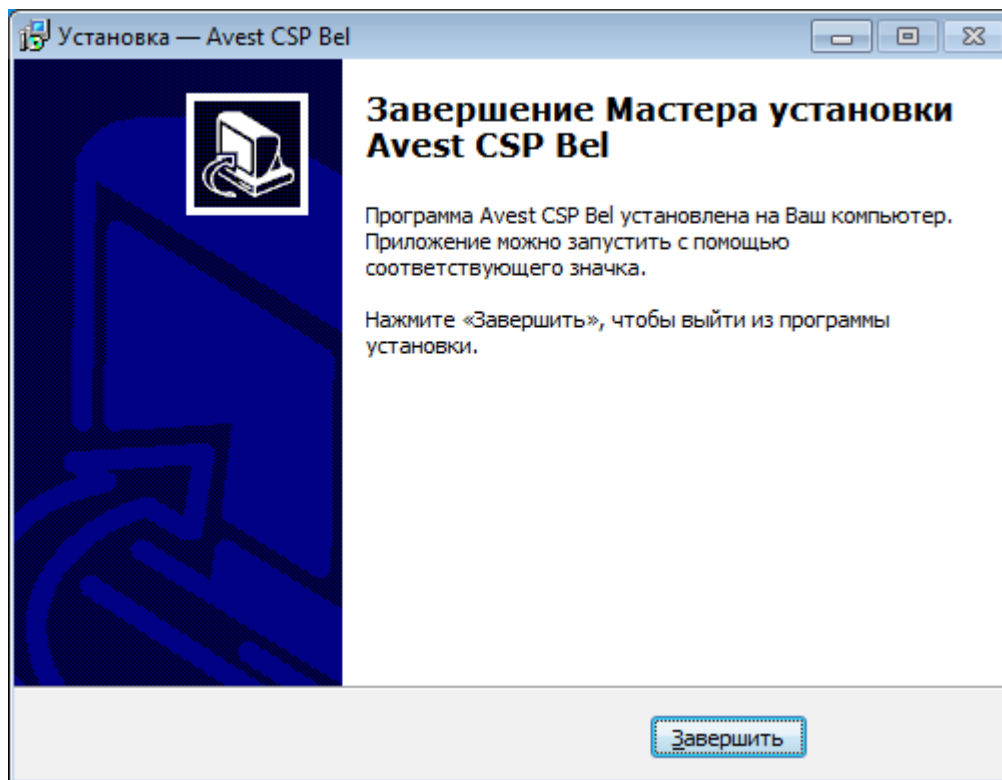 Установка — Avest CSP Bel
Завершение Мастера установки
Avest CSP Bel
Программа Avest CSP Bel установлена на Ваш компьютер.
Приложение можно запустить с помощью
соответствующего значка.
Нажмите «Завершить», чтобы выйти из программы
установки.
Завершить